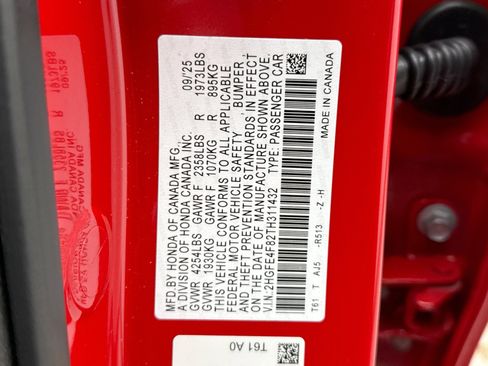 MFD BY HONDA OF CANADA MFG., 09/25
A DIVISION OF HONDA CANADA INC.
GVWR 4254LBS GAWR F 2358LBS R 1973LBS
GVWR 1930KG GAWR F 1070KG R 895KG
THIS VEHICLE CONFORMS TO ALL APPLICABLE
FEDERAL MOTOR VEHICLE SAFETY , BUMPER,
AND THEFT PREVENTION STANDARDS IN EFFECT
ON THE DATE OF MANUFACTURE SHOWN ABOVE.
V.I.N:2HGFE4F82TH311432 TYPE: PASSENGER CAR
T61 T AJ5 -R513 -Z-H MADE IN CANADA
T61 A0